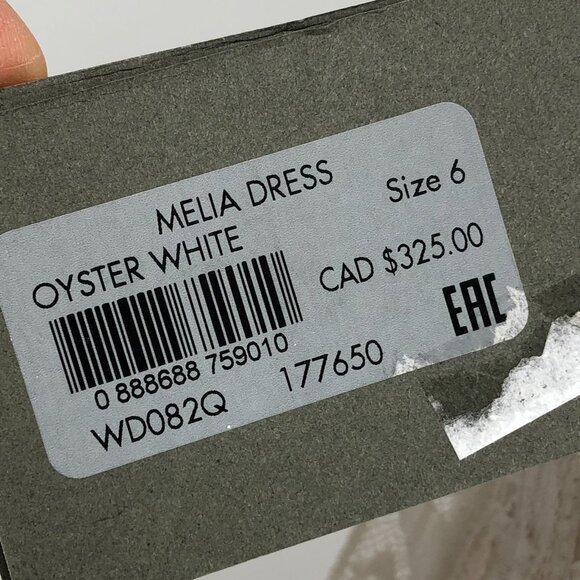 MELIA DRESS
Size 6
OYSTER WHITE
CAD $325.00
0 888688 759010
EAC
WD082Q
177650